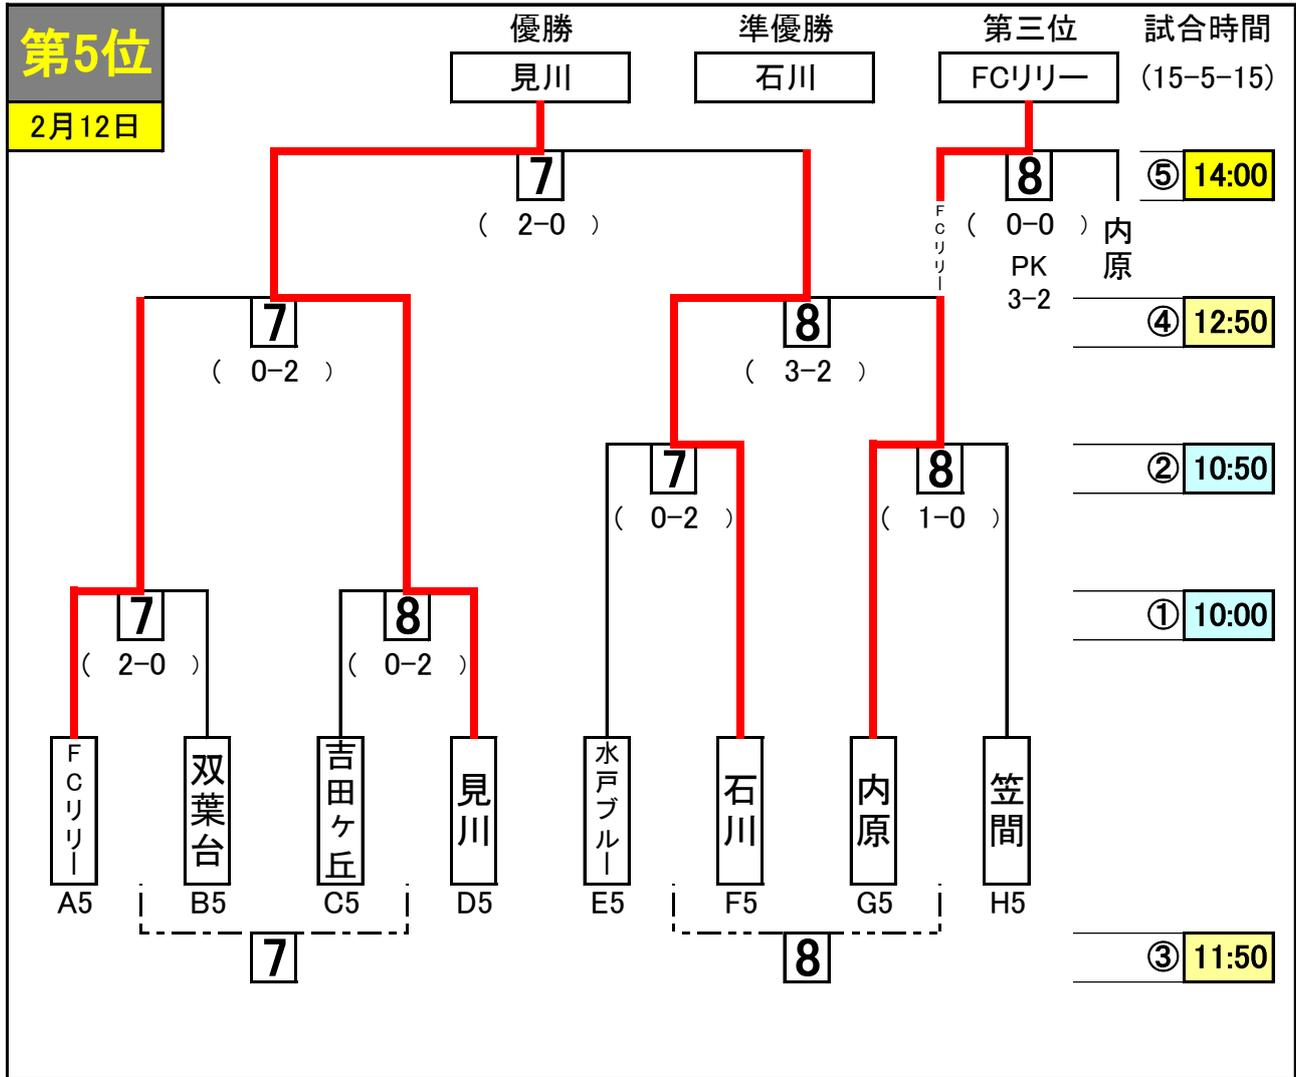 第5位
2月12日
優勝
準優勝
第三位
試合時間
見川
石川
FCリリー
(15-5-15)
7
( 2-0 )
8
( 0-0 )
PK
3-2
FCリリー
内原
⑤ 14:00
7
( 0-2 )
8
( 3-2 )
④ 12:50
7
( 0-2 )
8
( 1-0 )
② 10:50
7
( 2-0 )
8
( 0-2 )
① 10:00
FCリリー
双葉台
吉田ヶ丘
見川
水戸ブルー
石川
内原
笠間
A5
B5
C5
D5
E5
F5
G5
H5
7
8
③ 11:50